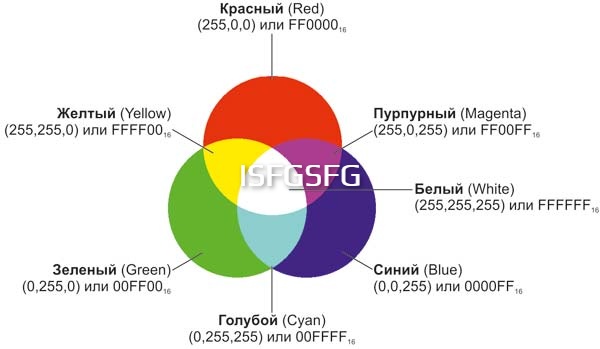 Красный (Red)
(255,0,0) или FF0000₁₆
Желтый (Yellow)
(255,255,0) или FFFF00₁₆
Пурпурный (Magenta)
(255,0,255) или FF00FF₁₆
ISFGSFG
Белый (White)
(255,255,255) или FFFFFF₁₆
Зеленый (Green)
(0,255,0) или 00FF00₁₆
Синий (Blue)
(0,0,255) или 0000FF₁₆
Голубой (Cyan)
(0,255,255) или 00FFFF₁₆